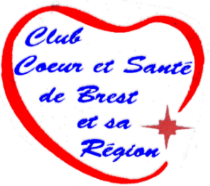 Club
Coeur et Santé
de Brest
et sa
Région